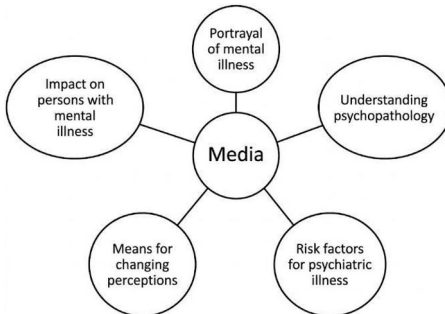 Portrayal
of mental
illness
Impact on
persons with
mental
illness
Understanding
psychopathology
Media
Means for
changing
perceptions
Risk factors
for psychiatric
illness